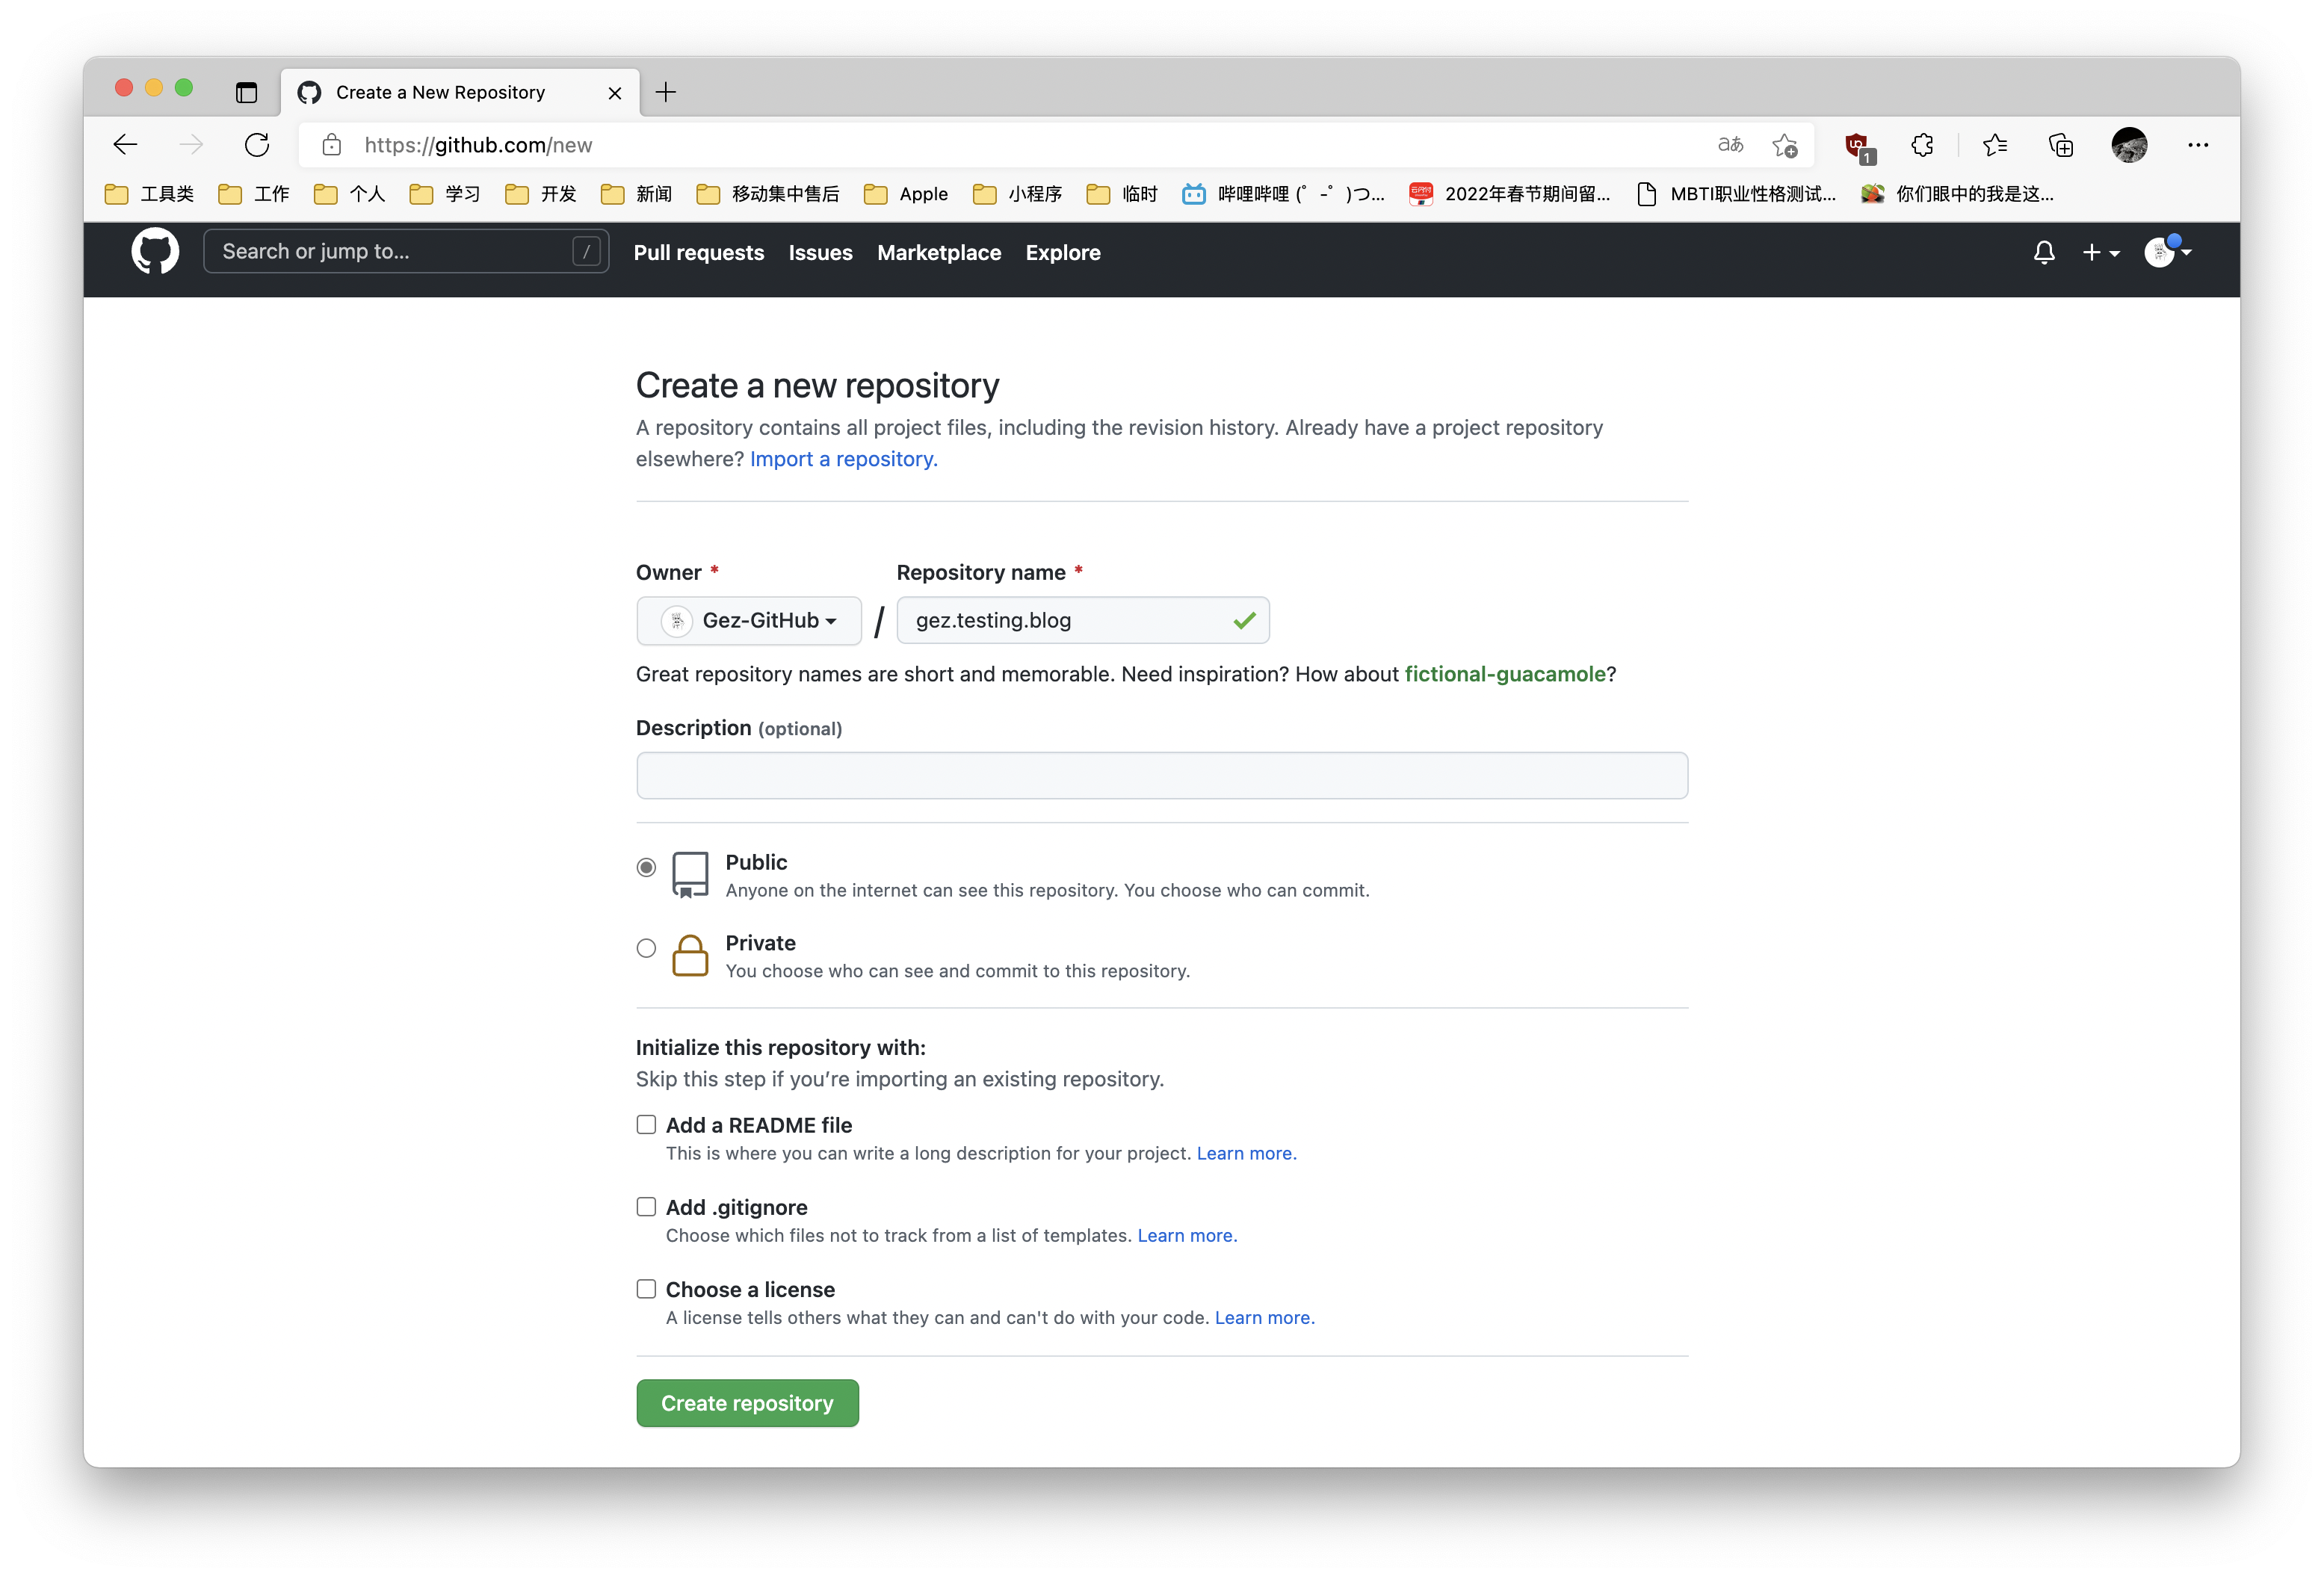 Create a New Repository
https://github.com/new
aあ
1
工具类 工作 个人 学习 开发 新闻 移动集中售后 Apple 小程序 临时 哔哩哔哩 (゜-゜)つ... 2022年春节期间留... MBTI职业性格测试... 你们眼中的我是这...
Search or jump to... / Pull requests Issues Marketplace Explore
Create a new repository
A repository contains all project files, including the revision history. Already have a project repository
elsewhere? Import a repository.
Owner * Repository name *
Gez-GitHub / gez.testing.blog
Great repository names are short and memorable. Need inspiration? How about fictional-guacamole?
Description (optional)
Public
Anyone on the internet can see this repository. You choose who can commit.
Private
You choose who can see and commit to this repository.
Initialize this repository with:
Skip this step if you’re importing an existing repository.
Add a README file
This is where you can write a long description for your project. Learn more.
Add .gitignore
Choose which files not to track from a list of templates. Learn more.
Choose a license
A license tells others what they can and can't do with your code. Learn more.
Create repository